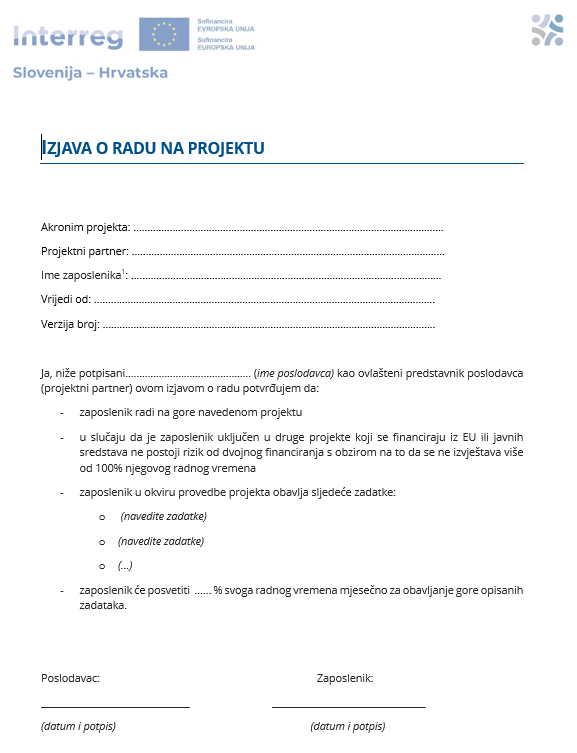 Interreg
Sofinancira
EVROPSKA UNIJA
Sufinancira
EUROPSKA UNIJA
Slovenija – Hrvatska
IZJAVA O RADU NA PROJEKTU
Akronim projekta: ................................................................................................
Projektni partner: ................................................................................................
Ime zaposlenika¹: ................................................................................................
Vrijedi od: ..........................................................................................................
Verzija broj: .......................................................................................................
Ja, niže potpisani........................................ (ime poslodavca) kao ovlašteni predstavnik poslodavca
(projektni partner) ovom izjavom o radu potvrđujem da:
- zaposlenik radi na gore navedenom projektu
- u slučaju da je zaposlenik uključen u druge projekte koji se financiraju iz EU ili javnih
sredstava ne postoji rizik od dvojnog financiranja s obzirom na to da se ne izvještava više
od 100% njegovog radnog vremena
- zaposlenik u okviru provedbe projekta obavlja sljedeće zadatke:
o (navedite zadatke)
o (navedite zadatke)
o (...)
- zaposlenik će posvetiti ...... % svoga radnog vremena mjesečno za obavljanje gore opisanih
zadataka.
Poslodavac: Zaposlenik:
(datum i potpis) (datum i potpis)